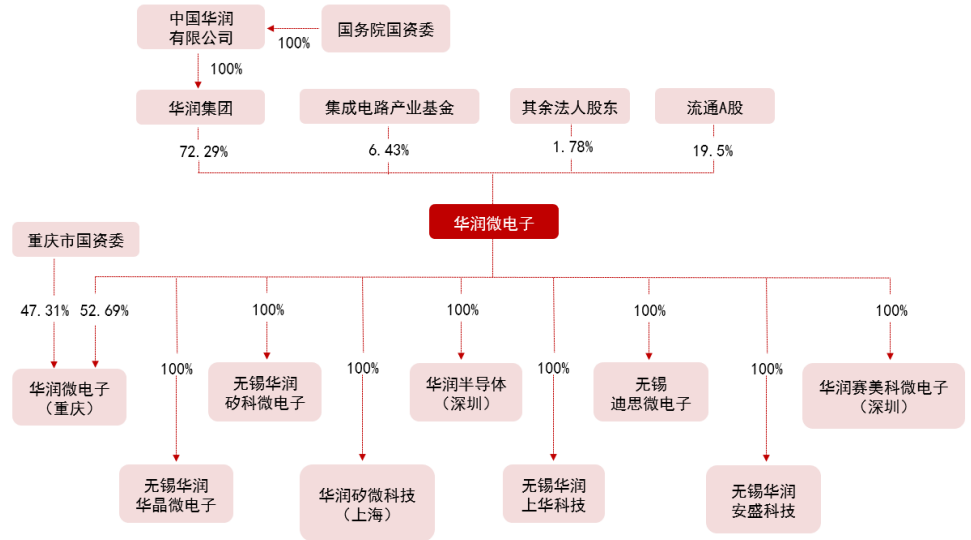 中国华润
有限公司
国务院国资委
100%
100%
华润集团
集成电路产业基金
其余法人股东
流通A股
72.29%
6.43%
1.78%
19.5%
华润微电子
重庆市国资委
47.31%
52.69%
100%
100%
100%
100%
100%
100%
100%
100%
华润微电子
（重庆）
无锡华润
矽科微电子
华润半导体
（深圳）
无锡
迪思微电子
华润赛美科微电子
（深圳）
无锡华润
华晶微电子
华润矽微科技
（上海）
无锡华润
上华科技
无锡华润
安盛科技